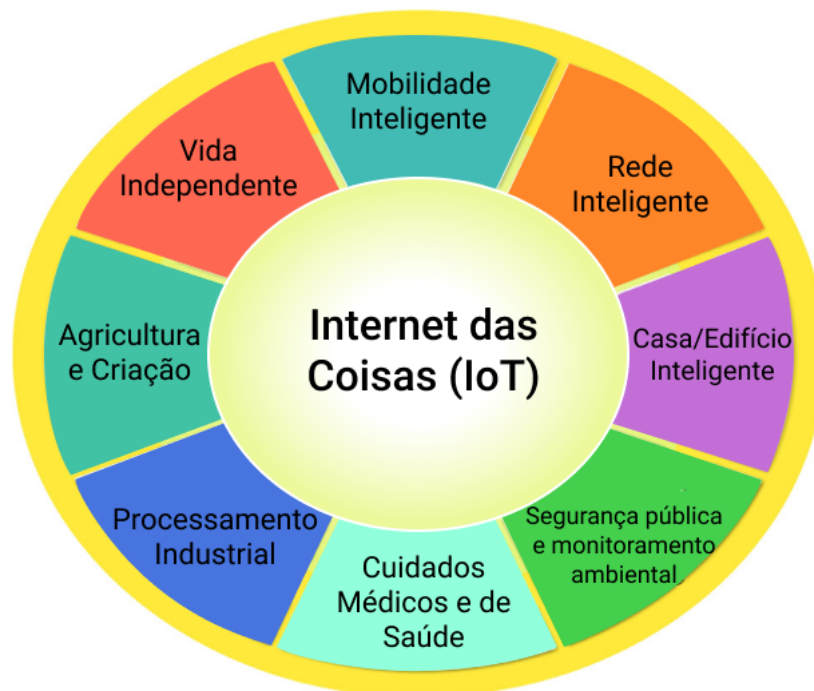 Mobilidade
Inteligente
Rede
Inteligente
Casa/Edifício
Inteligente
Segurança pública
e monitoramento
ambiental
Cuidados
Médicos e de
Saúde
Processamento
Industrial
Agricultura
e Criação
Vida
Independente
Internet das
Coisas (IoT)